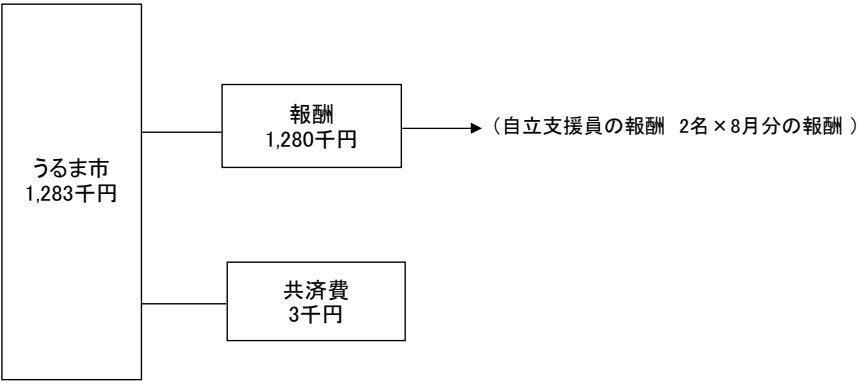 うるま市
1,283千円
報酬
1,280千円
（自立支援員の報酬 2名×8月分の報酬 ）
共済費
3千円